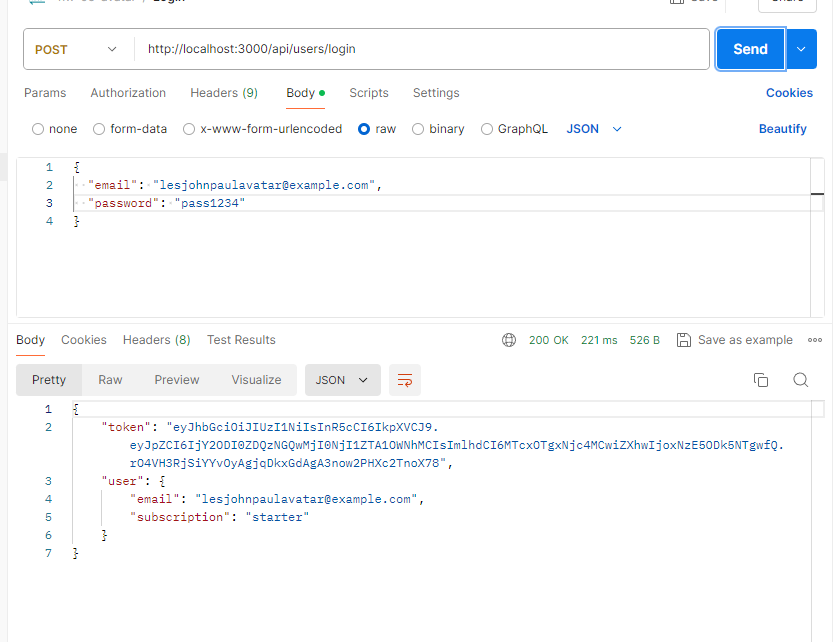 Login
POST
http://localhost:3000/api/users/login
Send
Params Authorization Headers (9) Body Scripts Settings Cookies
none form-data x-www-form-urlencoded raw binary GraphQL JSON Beautify
1 {
2 "email": "lesjohnpaulavatar@example.com",
3 "password": "pass1234"
4 }
Body Cookies Headers (8) Test Results 200 OK 221 ms 526 B Save as example
Pretty Raw Preview Visualize JSON
1 {
2 "token": "eyJhbGciOiJIUzI1NiIsInR5cCI6IkpXVCJ9.
eyJpZCI6IjY2ODI0ZDQzNGQwMjI0NjI1ZTA1OWNhMCIsImlhdCI6MTcxOTgxNjc4MCwiZXhwIjoxNzE5ODk5NTgwfQ.
rO4VH3RjSiYYvOyAgjqDkxGdAgA3now2PHXc2TnoX78",
3 "user": {
4 "email": "lesjohnpaulavatar@example.com",
5 "subscription": "starter"
6 }
7 }